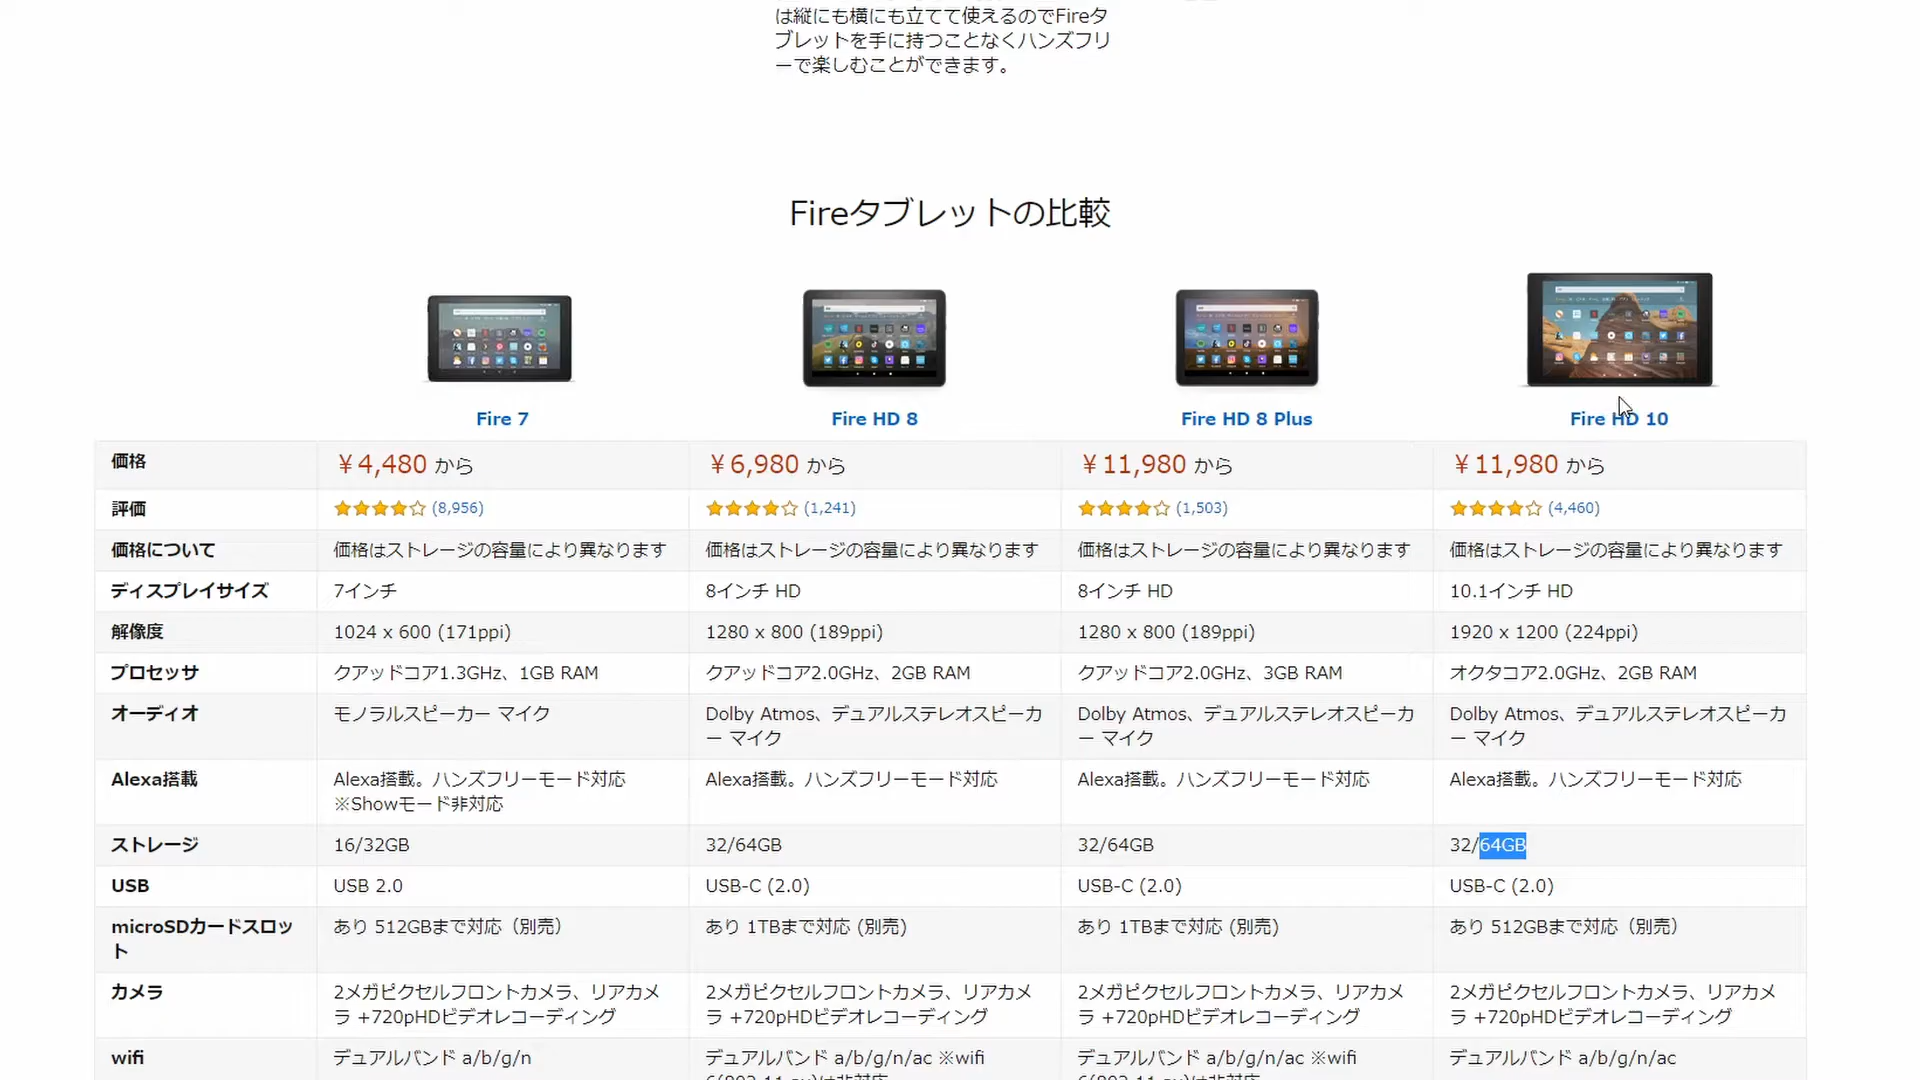 は縦にも横にも立てて使えるのでFireタ
ブレットを手に持つことなくハンズフリ
ーで楽しむことができます。
Fireタブレットの比較
Fire 7
Fire HD 8
Fire HD 8 Plus
Fire HD 10
価格
￥4,480 から
￥6,980 から
￥11,980 から
￥11,980 から
評価
(8,956)
(1,241)
(1,503)
(4,460)
価格について
価格はストレージの容量により異なります
価格はストレージの容量により異なります
価格はストレージの容量により異なります
価格はストレージの容量により異なります
ディスプレイサイズ
7インチ
8インチ HD
8インチ HD
10.1インチ HD
解像度
1024 x 600 (171ppi)
1280 x 800 (189ppi)
1280 x 800 (189ppi)
1920 x 1200 (224ppi)
プロセッサ
クアッドコア1.3GHz、1GB RAM
クアッドコア2.0GHz、2GB RAM
クアッドコア2.0GHz、3GB RAM
オクタコア2.0GHz、2GB RAM
オーディオ
モノラルスピーカー マイク
Dolby Atmos、デュアルステレオスピーカ
ー マイク
Dolby Atmos、デュアルステレオスピーカ
ー マイク
Dolby Atmos、デュアルステレオスピーカ
ー マイク
Alexa搭載
Alexa搭載。ハンズフリーモード対応
※Showモード非対応
Alexa搭載。ハンズフリーモード対応
Alexa搭載。ハンズフリーモード対応
Alexa搭載。ハンズフリーモード対応
ストレージ
16/32GB
32/64GB
32/64GB
32/64GB
USB
USB 2.0
USB-C (2.0)
USB-C (2.0)
USB-C (2.0)
microSDカードスロッ
ト
あり 512GBまで対応（別売）
あり 1TBまで対応 (別売)
あり 1TBまで対応 (別売)
あり 512GBまで対応（別売）
カメラ
2メガピクセルフロントカメラ、リアカメ
ラ +720pHDビデオレコーディング
2メガピクセルフロントカメラ、リアカメ
ラ +720pHDビデオレコーディング
2メガピクセルフロントカメラ、リアカメ
ラ +720pHDビデオレコーディング
2メガピクセルフロントカメラ、リアカメ
ラ +720pHDビデオレコーディング
wifi
デュアルバンド a/b/g/n
デュアルバンド a/b/g/n/ac ※wifi
デュアルバンド a/b/g/n/ac ※wifi
デュアルバンド a/b/g/n/ac